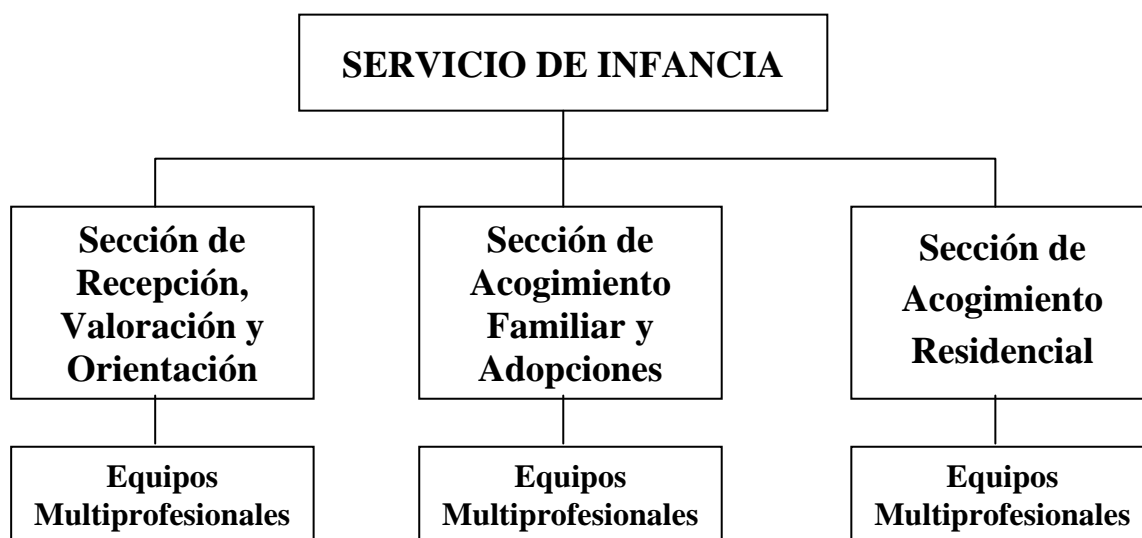 SERVICIO DE INFANCIA
Sección de
Recepción,
Valoración y
Orientación
Sección de
Acogimiento
Familiar y
Adopciones
Sección de
Acogimiento
Residencial
Equipos
Multiprofesionales
Equipos
Multiprofesionales
Equipos
Multiprofesionales